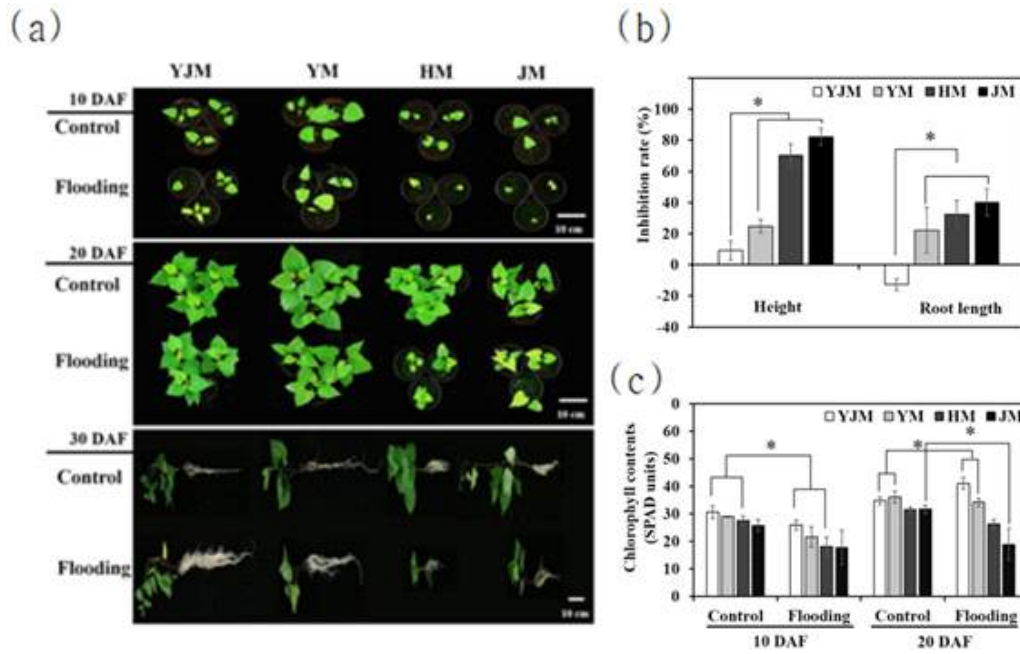 (a)
YJM YM HM JM
10 DAF
Control
Flooding
10 cm
20 DAF
Control
Flooding
10 cm
30 DAF
Control
Flooding
10 cm
(b)
YJM YM HM JM
Inhibition rate (%)
100
80
60
40
20
0
-20
-40
* *
Height Root length
(c)
YJM YM HM JM
Chlorophyll contents
(SPAD units)
60
50
40
30
20
10
0
* * *
Control Flooding Control Flooding
10 DAF 20 DAF